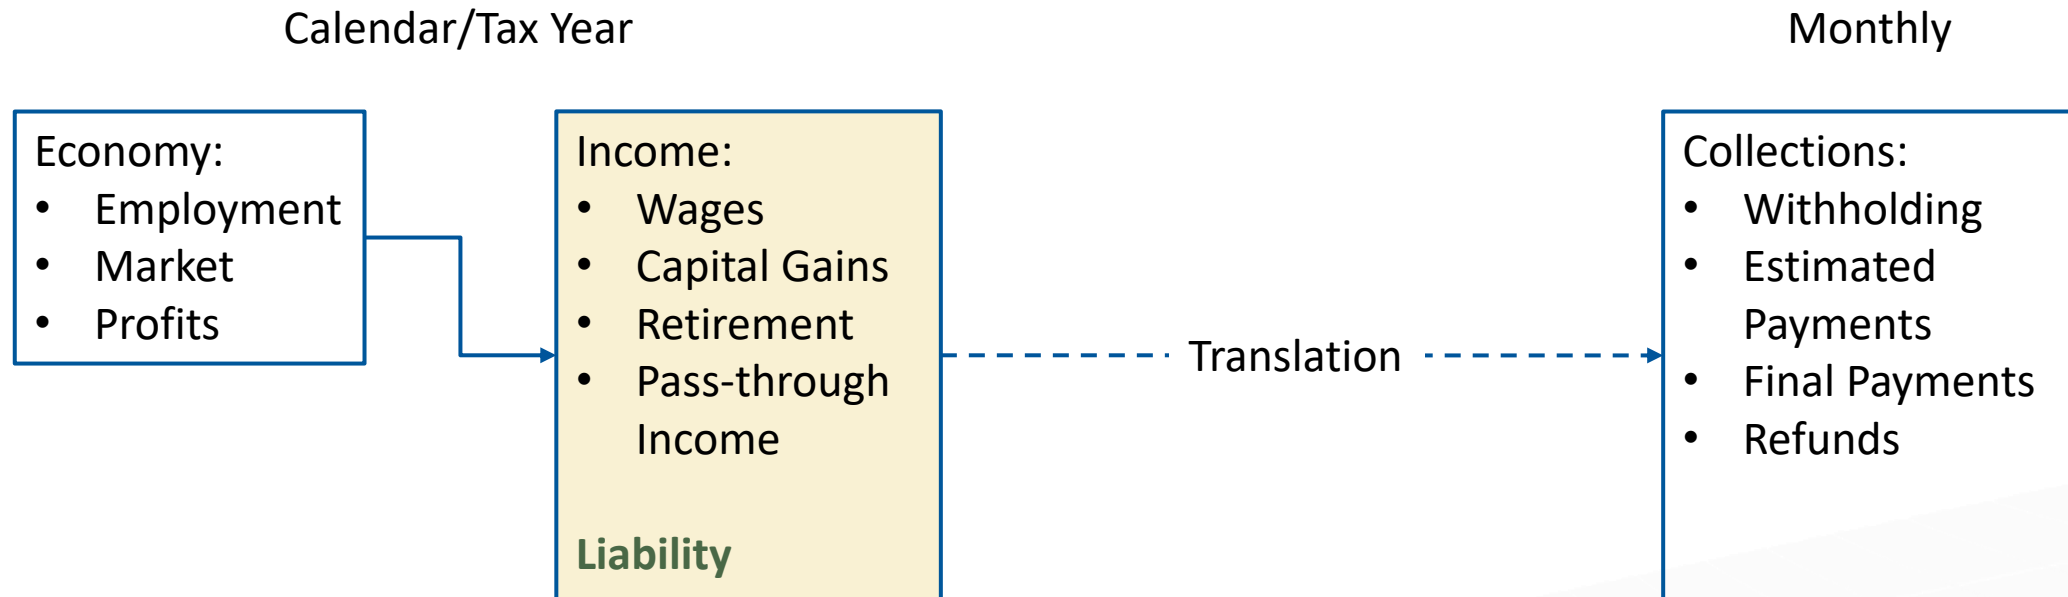 Calendar/Tax Year
Monthly
Economy:
• Employment
• Market
• Profits
Income:
• Wages
• Capital Gains
• Retirement
• Pass-through
Income
Liability
Translation
Collections:
• Withholding
• Estimated
Payments
• Final Payments
• Refunds